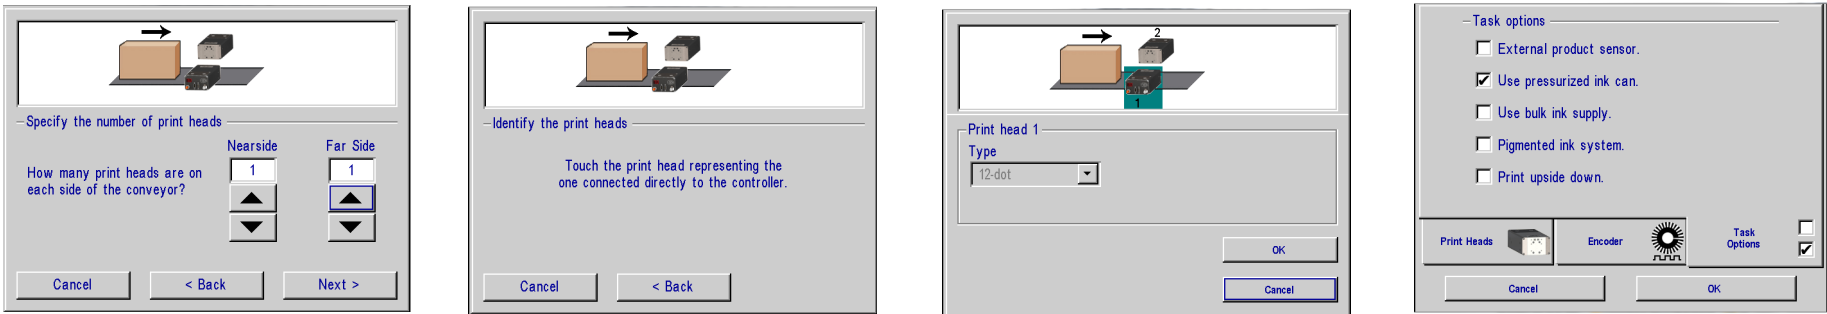 Specify the number of print heads
Nearside
Far Side
How many print heads are on
each side of the conveyor?
1
1
Cancel
< Back
Next >
Identify the print heads
Touch the print head representing the
one connected directly to the controller.
Cancel
< Back
2
1
Print head 1
Type
12-dot
OK
Cancel
Task options
External product sensor.
Use pressurized ink can.
Use bulk ink supply.
Pigmented ink system.
Print upside down.
Print Heads
Encoder
Task
Options
Cancel
OK